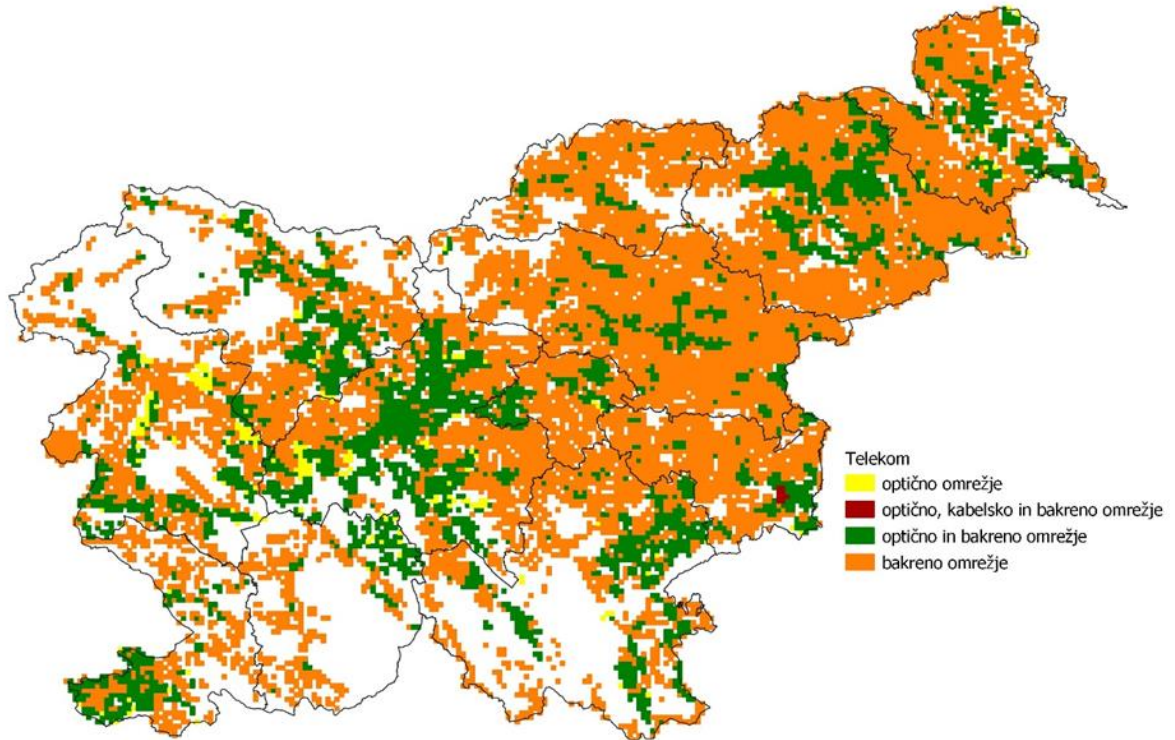 Telekom
optično omrežje
optično, kabelsko in bakreno omrežje
optično in bakreno omrežje
bakreno omrežje